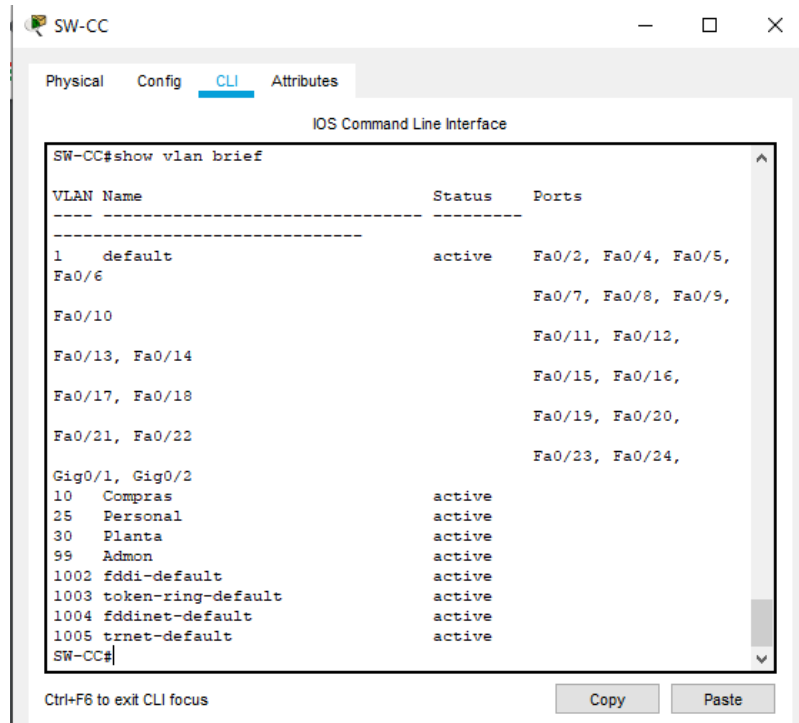 SW-CC
Physical Config CLI Attributes
IOS Command Line Interface
SW-CC#show vlan brief
VLAN Name Status Ports
---- -------------------------------- ---------
-------------------------------
1 default active Fa0/2, Fa0/4, Fa0/5,
Fa0/6
Fa0/7, Fa0/8, Fa0/9,
Fa0/10
Fa0/11, Fa0/12,
Fa0/13, Fa0/14
Fa0/15, Fa0/16,
Fa0/17, Fa0/18
Fa0/19, Fa0/20,
Fa0/21, Fa0/22
Fa0/23, Fa0/24,
Gig0/1, Gig0/2
10 Compras active
25 Personal active
30 Planta active
99 Admon active
1002 fddi-default active
1003 token-ring-default active
1004 fddinet-default active
1005 trnet-default active
SW-CC#
Ctrl+F6 to exit CLI focus
Copy Paste